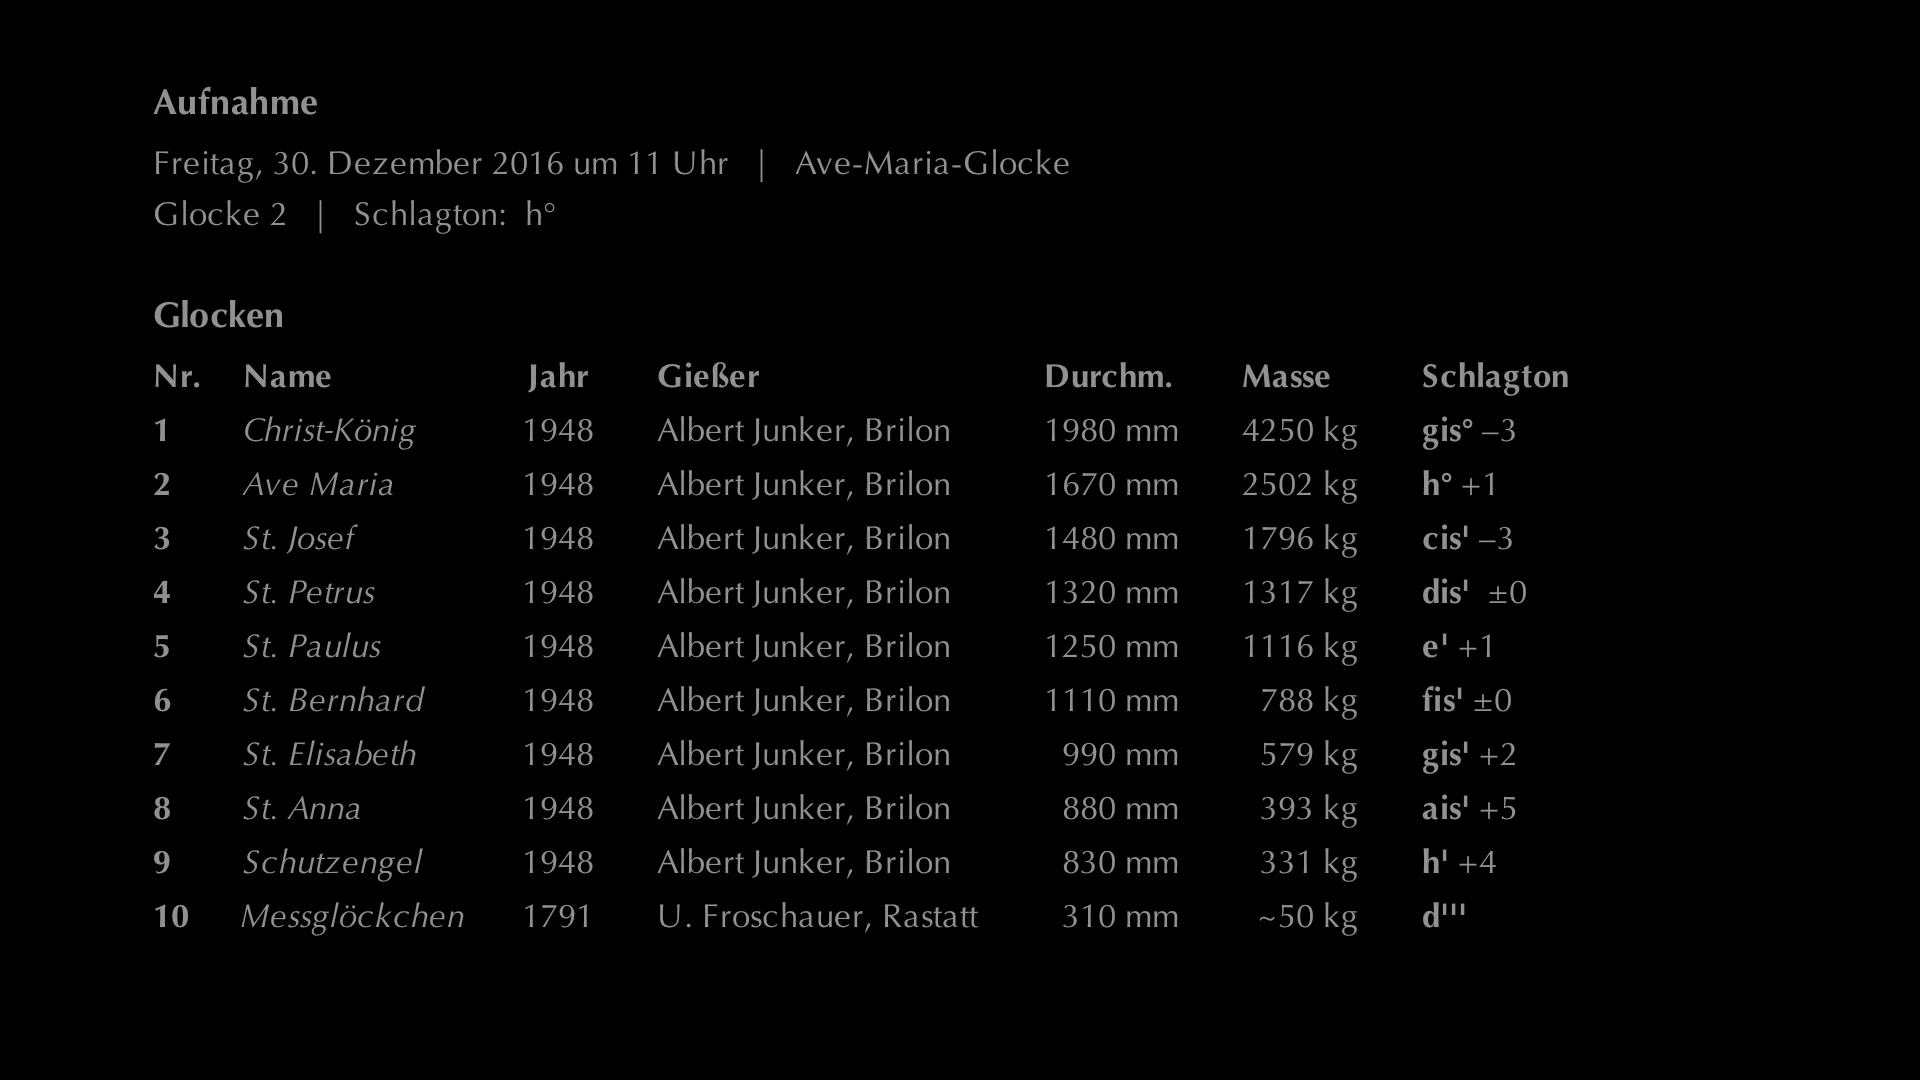 Aufnahme
Freitag, 30. Dezember 2016 um 11 Uhr | Ave-Maria-Glocke
Glocke 2 | Schlagton: h°
Glocken
Nr. Name Jahr Gießer Durchm. Masse Schlagton
1 Christ-König 1948 Albert Junker, Brilon 1980 mm 4250 kg gis° –3
2 Ave Maria 1948 Albert Junker, Brilon 1670 mm 2502 kg h° +1
3 St. Josef 1948 Albert Junker, Brilon 1480 mm 1796 kg cis' –3
4 St. Petrus 1948 Albert Junker, Brilon 1320 mm 1317 kg dis' ±0
5 St. Paulus 1948 Albert Junker, Brilon 1250 mm 1116 kg e' +1
6 St. Bernhard 1948 Albert Junker, Brilon 1110 mm 788 kg fis' ±0
7 St. Elisabeth 1948 Albert Junker, Brilon 990 mm 579 kg gis' +2
8 St. Anna 1948 Albert Junker, Brilon 880 mm 393 kg ais' +5
9 Schutzengel 1948 Albert Junker, Brilon 830 mm 331 kg h' +4
10 Messglöckchen 1791 U. Froschauer, Rastatt 310 mm ~50 kg d'''